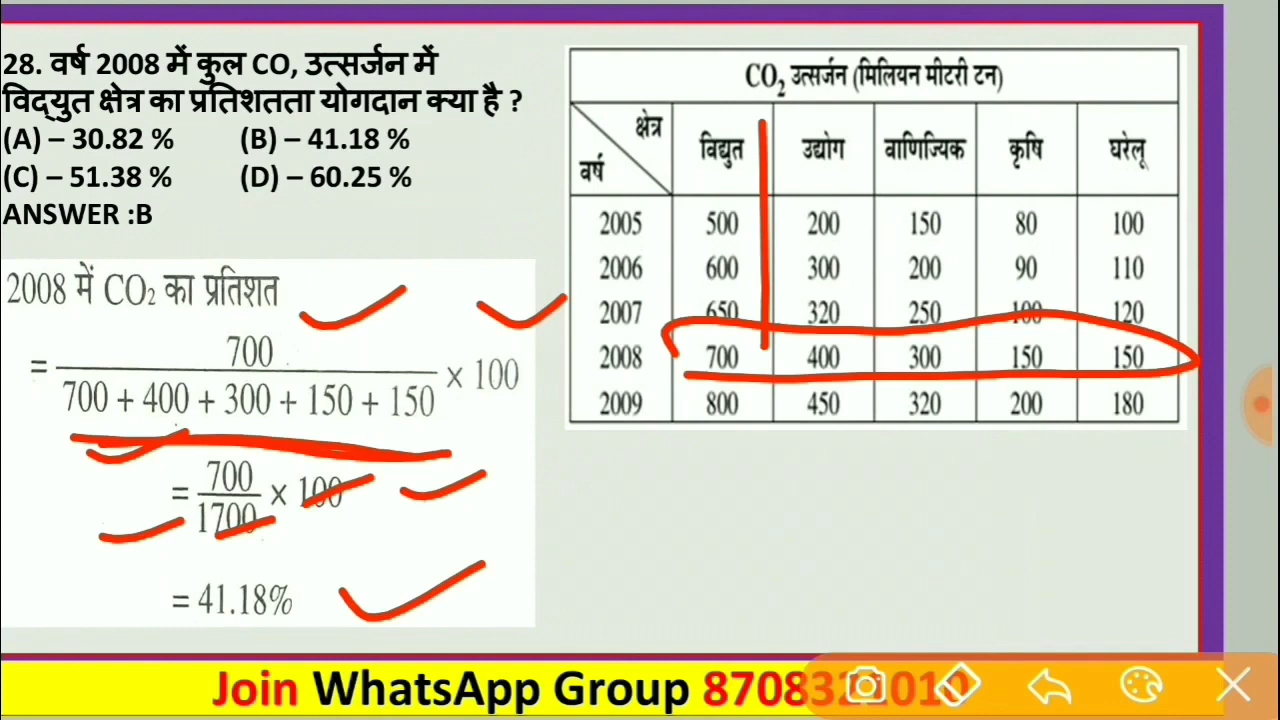 28. वर्ष 2008 में कुल CO, उत्सर्जन में
विद्युत क्षेत्र का प्रतिशतता योगदान क्या है ?
(A) – 30.82 % (B) – 41.18 %
(C) – 51.38 % (D) – 60.25 %
ANSWER :B
2008 में CO₂ का प्रतिशत
= 700
700 + 400 + 300 + 150 + 150 × 100
= 700
1700 × 100
= 41.18%
CO₂ उत्सर्जन (मिलियन मीटरी टन)
क्षेत्र
वर्ष विद्युत उद्योग वाणिज्यिक कृषि घरेलू
2005 500 200 150 80 100
2006 600 300 200 90 110
2007 650 320 250 100 120
2008 700 400 300 150 150
2009 800 450 320 200 180
Join WhatsApp Group